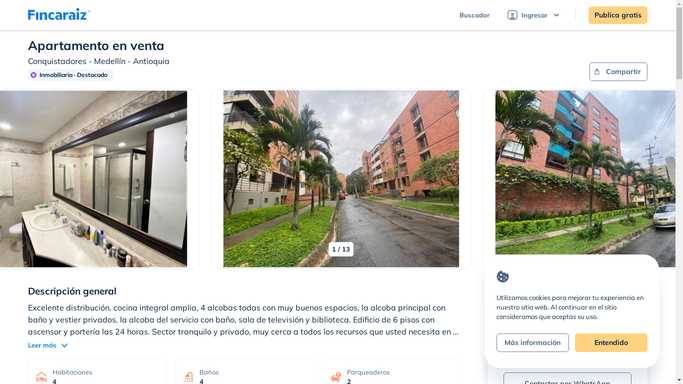 Fincaraiz
Buscador
Ingresar
Publica gratis
Apartamento en venta
Conquistadores - Medellín - Antioquia
Inmobiliaria · Destacado
Compartir
1 / 13
Descripción general
Excelente distribución, cocina integral amplia, 4 alcobas todas con muy buenos espacios, la alcoba principal con
baño y vestier privados, la alcoba del servicio con baño, sala de televisión y biblioteca. Edificio de 6 pisos con
ascensor y portería las 24 horas. Sector tranquilo y privado, muy cerca a todos los recursos que usted necesita en ...
Leer más
Habitaciones
4
Baños
4
Parqueaderos
2
Utilizamos cookies para mejorar tu experiencia en
nuestro sitio web. Al continuar en el sitio
consideramos que aceptas su uso.
Más información
Entendido
Contactar por WhatsApp